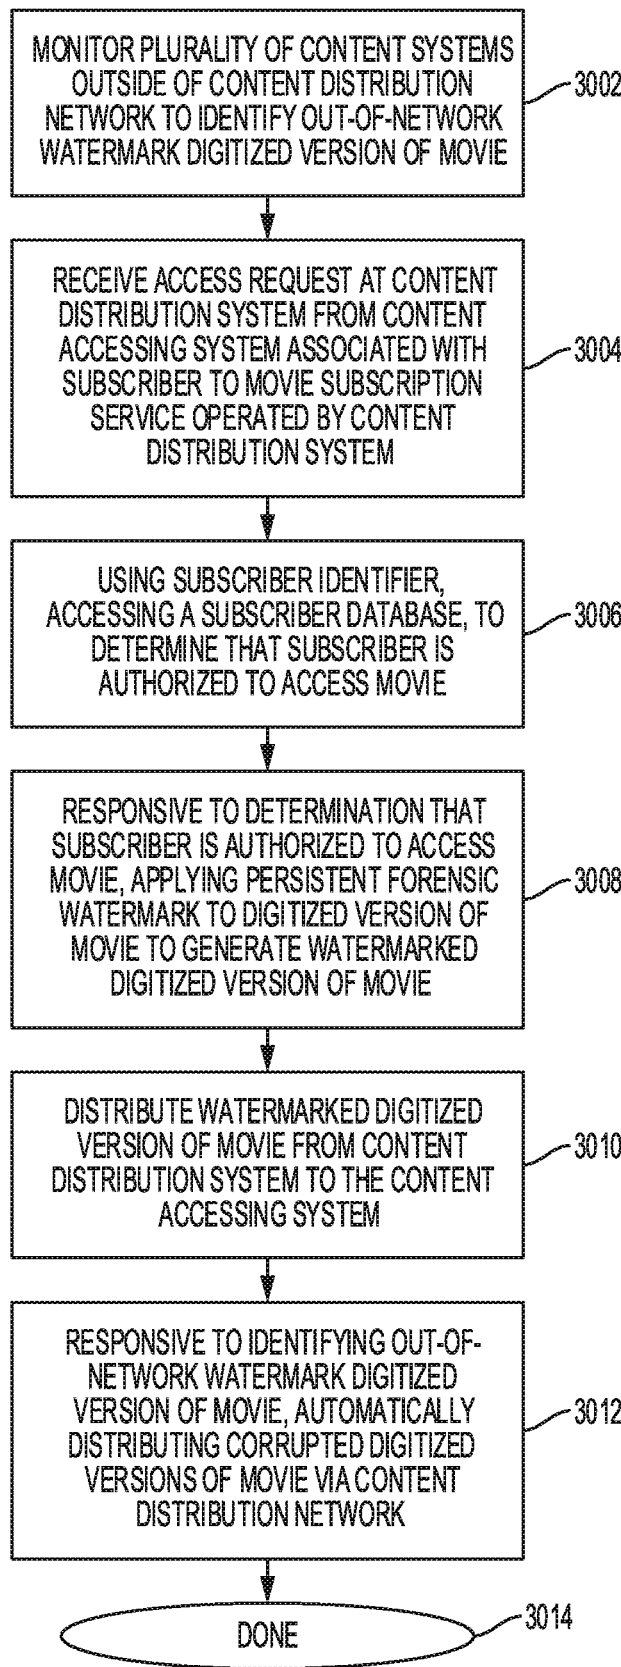 MONITOR PLURALITY OF CONTENT SYSTEMS
OUTSIDE OF CONTENT DISTRIBUTION
NETWORK TO IDENTIFY OUT-OF-NETWORK
WATERMARK DIGITIZED VERSION OF MOVIE
3002
RECEIVE ACCESS REQUEST AT CONTENT
DISTRIBUTION SYSTEM FROM CONTENT
ACCESSING SYSTEM ASSOCIATED WITH
SUBSCRIBER TO MOVIE SUBSCRIPTION
SERVICE OPERATED BY CONTENT
DISTRIBUTION SYSTEM
3004
USING SUBSCRIBER IDENTIFIER,
ACCESSING A SUBSCRIBER DATABASE, TO
DETERMINE THAT SUBSCRIBER IS
AUTHORIZED TO ACCESS MOVIE
3006
RESPONSIVE TO DETERMINATION THAT
SUBSCRIBER IS AUTHORIZED TO ACCESS
MOVIE, APPLYING PERSISTENT FORENSIC
WATERMARK TO DIGITIZED VERSION OF
MOVIE TO GENERATE WATERMARKED
DIGITIZED VERSION OF MOVIE
3008
DISTRIBUTE WATERMARKED DIGITIZED
VERSION OF MOVIE FROM CONTENT
DISTRIBUTION SYSTEM TO THE CONTENT
ACCESSING SYSTEM
3010
RESPONSIVE TO IDENTIFYING OUT-OF-
NETWORK WATERMARK DIGITIZED
VERSION OF MOVIE, AUTOMATICALLY
DISTRIBUTING CORRUPTED DIGITIZED
VERSIONS OF MOVIE VIA CONTENT
DISTRIBUTION NETWORK
3012
DONE
3014